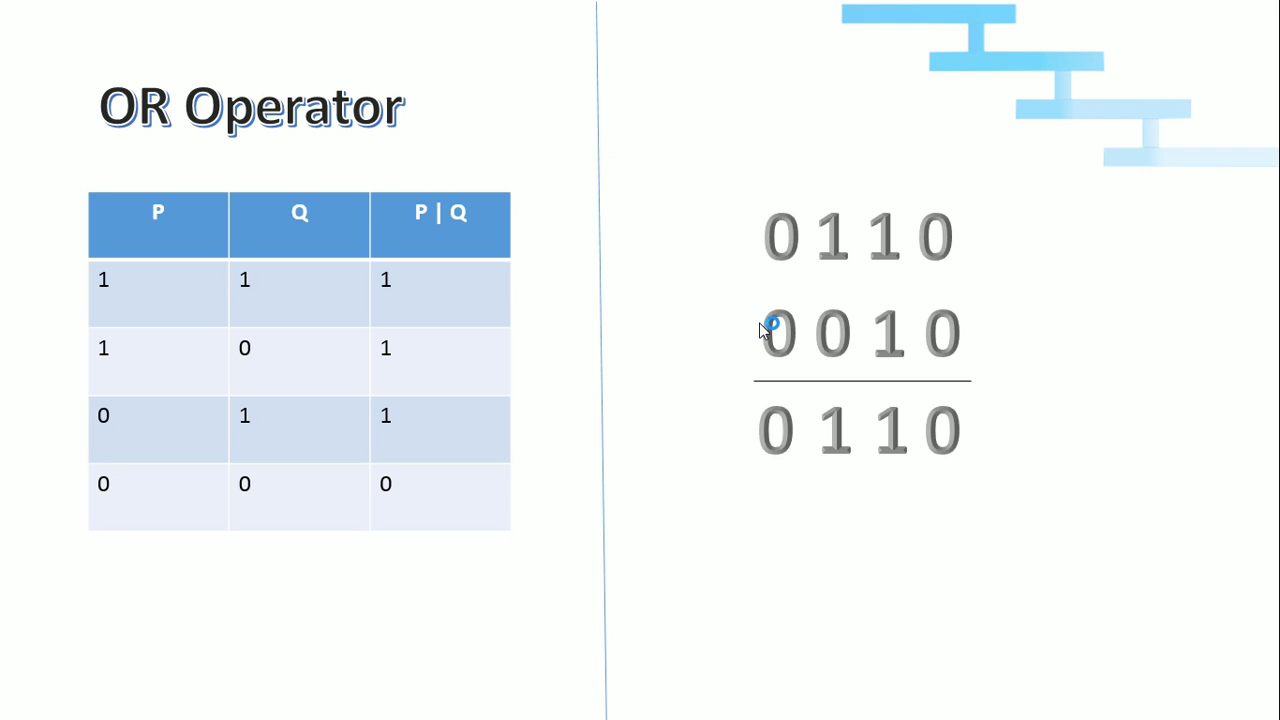 OR Operator
P Q P | Q
1 1 1
1 0 1
0 1 1
0 0 0
0 1 1 0
0 0 1 0
0 1 1 0